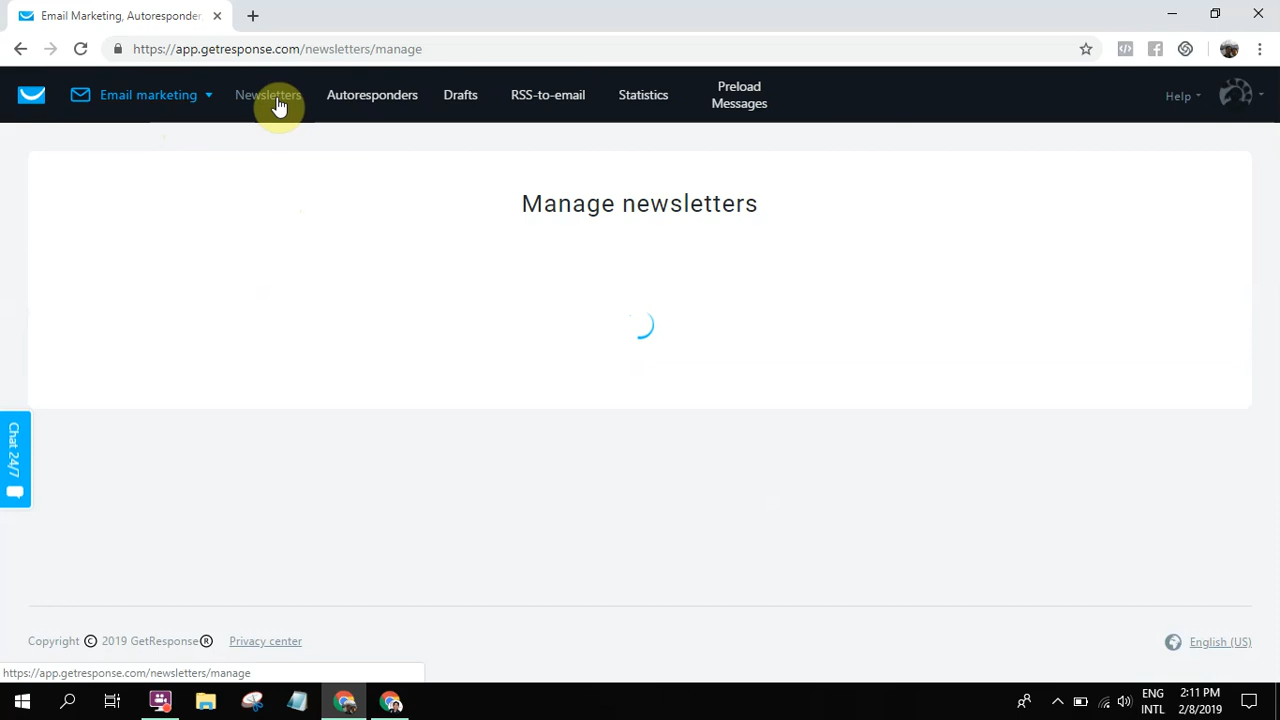 Email Marketing, Autoresponder,
https://app.getresponse.com/newsletters/manage
Email marketing
Newsletters
Autoresponders
Drafts
RSS-to-email
Statistics
Preload
Messages
Help
Manage newsletters
Chat 24/7
Copyright © 2019 GetResponse®
Privacy center
English (US)
https://app.getresponse.com/newsletters/manage
ENG
INTL
2:11 PM
2/8/2019